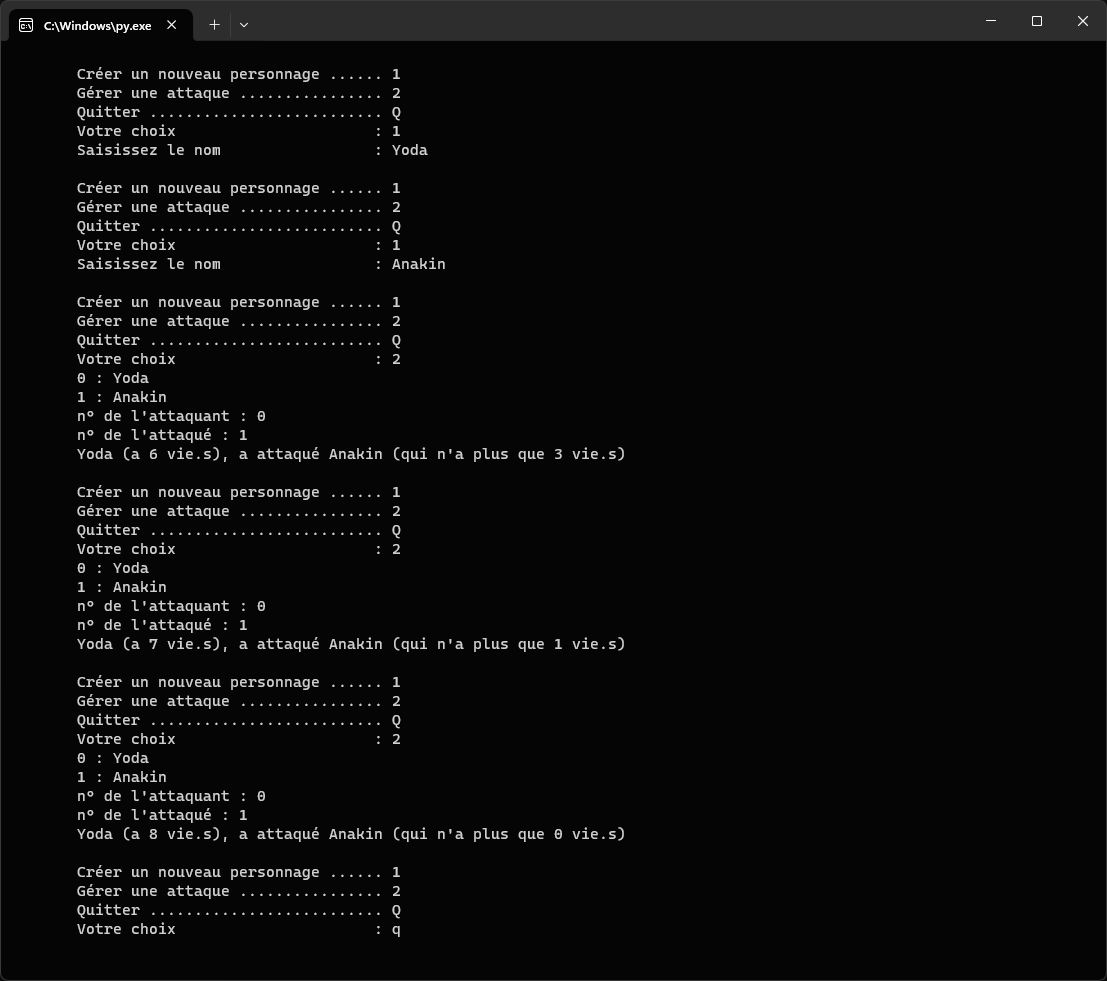 C:\Windows\py.exe
Créer un nouveau personnage ...... 1
Gérer une attaque ................ 2
Quitter .......................... Q
Votre choix                      : 1
Saisissez le nom                 : Yoda
Créer un nouveau personnage ...... 1
Gérer une attaque ................ 2
Quitter .......................... Q
Votre choix                      : 1
Saisissez le nom                 : Anakin
Créer un nouveau personnage ...... 1
Gérer une attaque ................ 2
Quitter .......................... Q
Votre choix                      : 2
0 : Yoda
1 : Anakin
n° de l'attaquant : 0
n° de l'attaqué : 1
Yoda (a 6 vie.s), a attaqué Anakin (qui n'a plus que 3 vie.s)
Créer un nouveau personnage ...... 1
Gérer une attaque ................ 2
Quitter .......................... Q
Votre choix                      : 2
0 : Yoda
1 : Anakin
n° de l'attaquant : 0
n° de l'attaqué : 1
Yoda (a 7 vie.s), a attaqué Anakin (qui n'a plus que 1 vie.s)
Créer un nouveau personnage ...... 1
Gérer une attaque ................ 2
Quitter .......................... Q
Votre choix                      : 2
0 : Yoda
1 : Anakin
n° de l'attaquant : 0
n° de l'attaqué : 1
Yoda (a 8 vie.s), a attaqué Anakin (qui n'a plus que 0 vie.s)
Créer un nouveau personnage ...... 1
Gérer une attaque ................ 2
Quitter .......................... Q
Votre choix                      : q